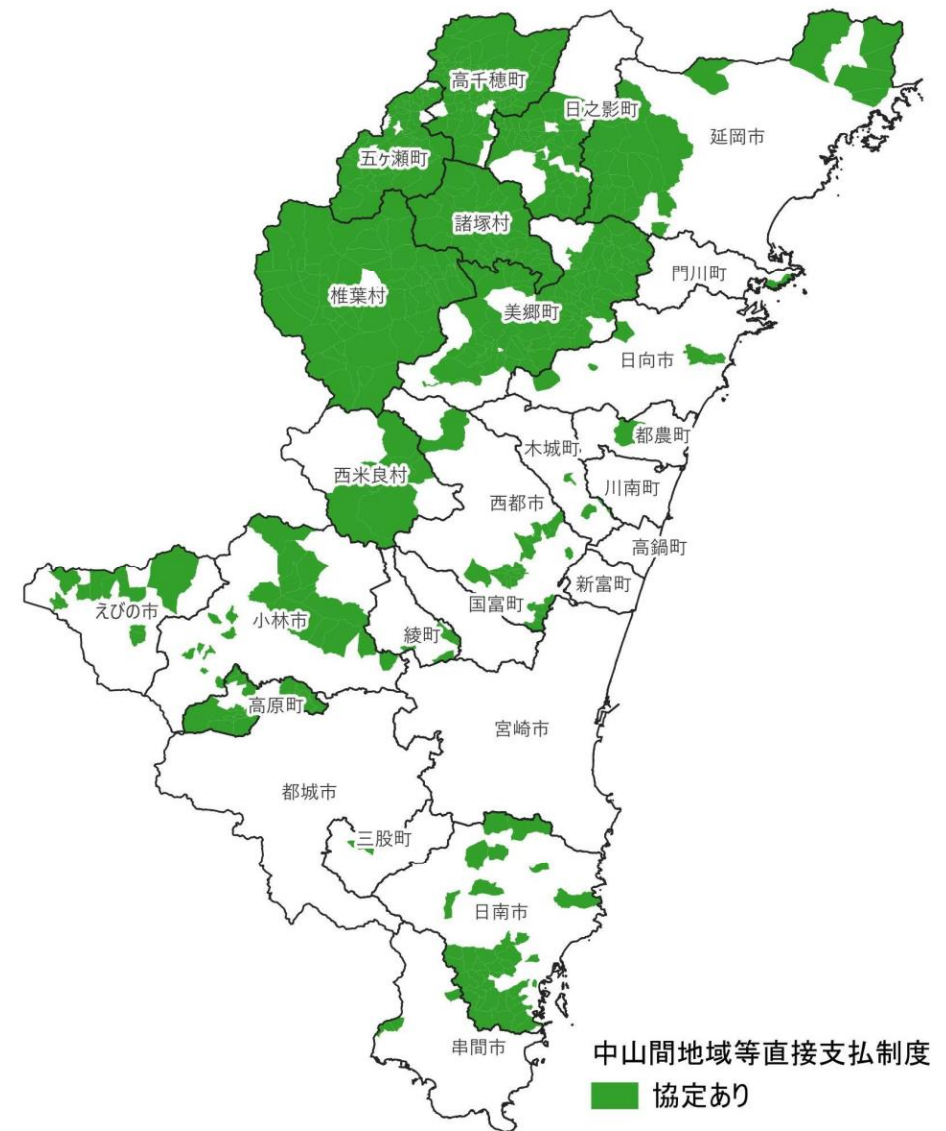 高千穂町
日之影町
延岡市
五ヶ瀬町
諸塚村
門川町
椎葉村
美郷町
日向市
都農町
木城町
西米良村
川南町
西都市
高鍋町
新富町
国富町
えびの市
小林市
綾町
高原町
宮崎市
都城市
三股町
日南市
串間市
中山間地域等直接支払制度
協定あり